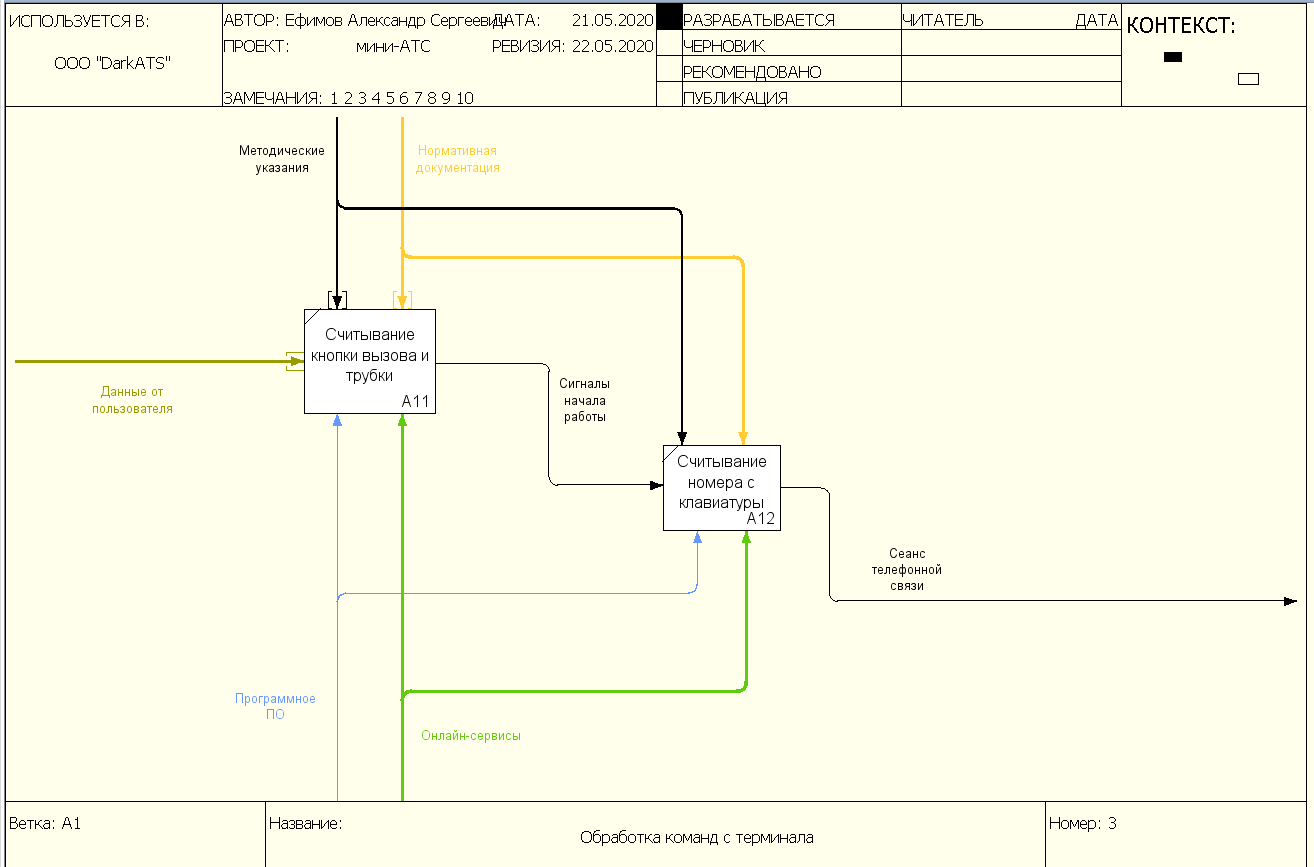 ИСПОЛЬЗУЕТСЯ В:
ООО "DarkATS"
АВТОР: Ефимов Александр Сергеевич
ДАТА: 21.05.2020
ПРОЕКТ: мини-АТС
РЕВИЗИЯ: 22.05.2020
ЗАМЕЧАНИЯ: 1 2 3 4 5 6 7 8 9 10
РАЗРАБАТЫВАЕТСЯ
ЧЕРНОВИК
РЕКОМЕНДОВАНО
ПУБЛИКАЦИЯ
ЧИТАТЕЛЬ ДАТА
КОНТЕКСТ:
Методические
указания
Нормативная
документация
Считывание
кнопки вызова и
трубки
A11
Данные от
пользователя
Сигналы
начала
работы
Считывание
номера с
клавиатуры
A12
Сеанс
телефонной
связи
Программное
ПО
Онлайн-сервисы
Ветка: A1
Название:
Обработка команд с терминала
Номер: 3